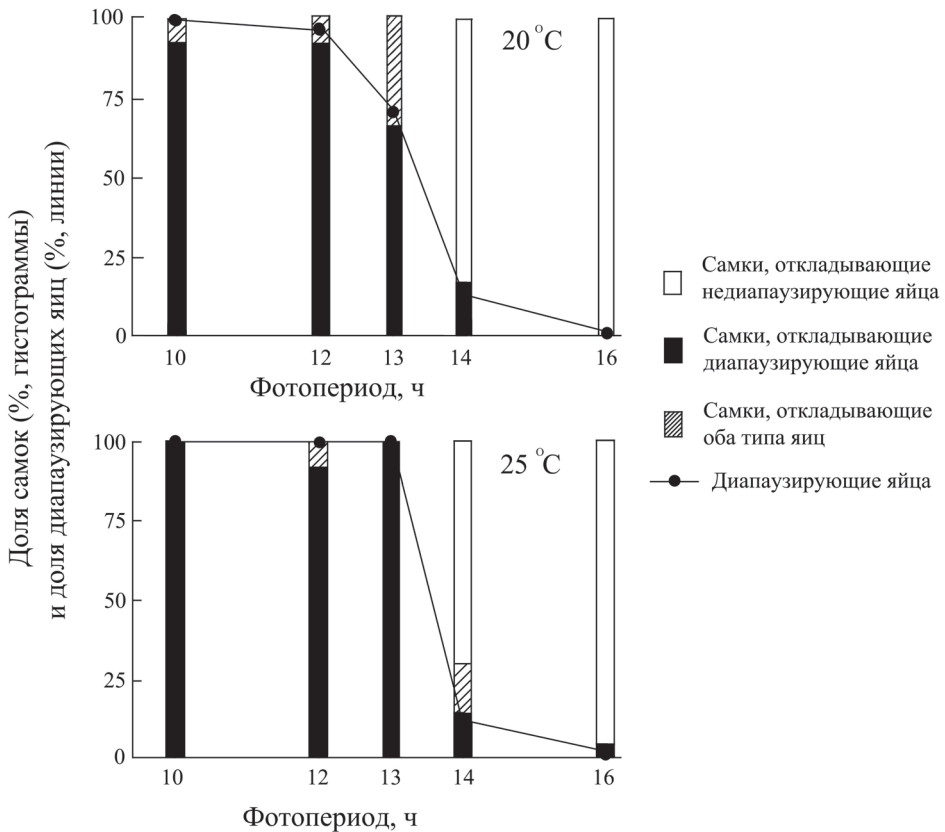 Доля самок (%, гистограммы)
и доля диапаузирующих яиц (%, линии)
100
75
50
25
0
20 °C
10
12
13
14
16
Фотопериод, ч
100
75
50
25
0
25 °C
10
12
13
14
16
Фотопериод, ч
Самки, откладывающие
недиапаузирующие яйца
Самки, откладывающие
диапаузирующие яйца
Самки, откладывающие
оба типа яиц
Диапаузирующие яйца